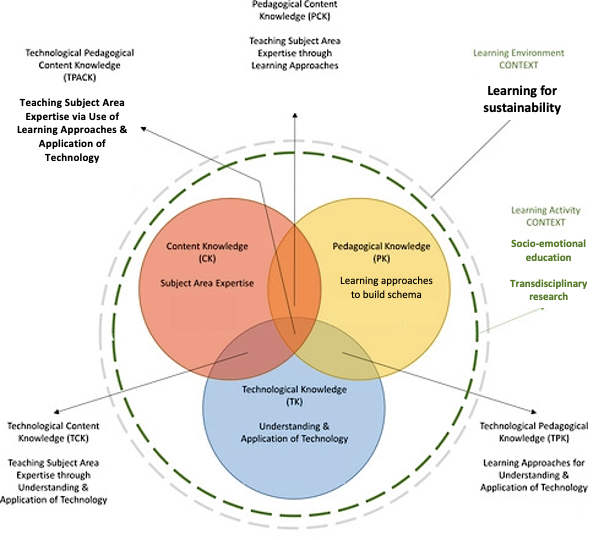 Pedagogical Content
Knowledge (PCK)
Teaching Subject Area
Expertise through
Learning Approaches
Technological Pedagogical
Content Knowledge
(TPACK)
Teaching Subject Area
Expertise via Use of
Learning Approaches &
Application of
Technology
Learning Environment
CONTEXT
Learning for
sustainability
Learning Activity
CONTEXT
Socio-emotional
education
Transdisciplinary
research
Content Knowledge
(CK)
Subject Area Expertise
Pedagogical Knowledge
(PK)
Learning approaches
to build schema
Technological Knowledge
(TK)
Understanding &
Application of Technology
Technological Content
Knowledge (TCK)
Teaching Subject Area
Expertise through
Understanding &
Application of Technology
Technological Pedagogical
Knowledge (TPK)
Learning Approaches for
Understanding &
Application of Technology